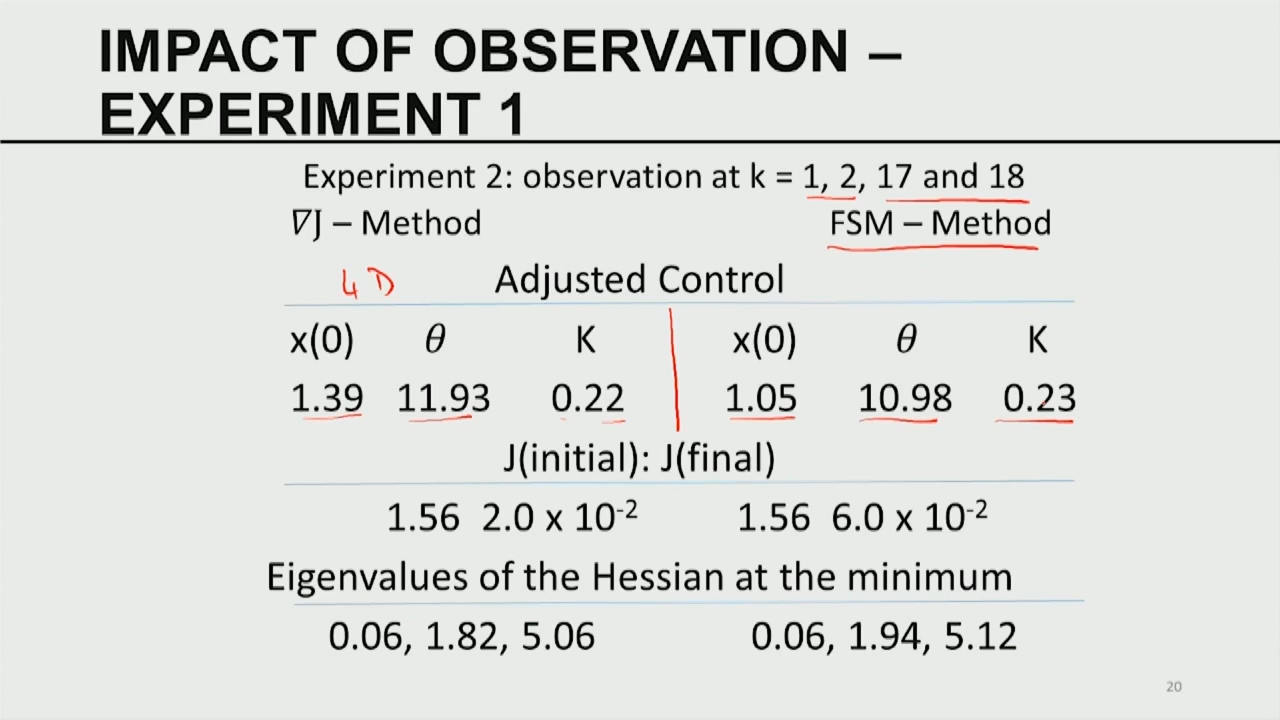 IMPACT OF OBSERVATION –
EXPERIMENT 1
Experiment 2: observation at k = 1, 2, 17 and 18
∇J – Method FSM – Method
4 D Adjusted Control
x(0) θ K x(0) θ K
1.39 11.93 0.22 1.05 10.98 0.23
J(initial): J(final)
1.56 2.0 x 10⁻² 1.56 6.0 x 10⁻²
Eigenvalues of the Hessian at the minimum
0.06, 1.82, 5.06 0.06, 1.94, 5.12
20